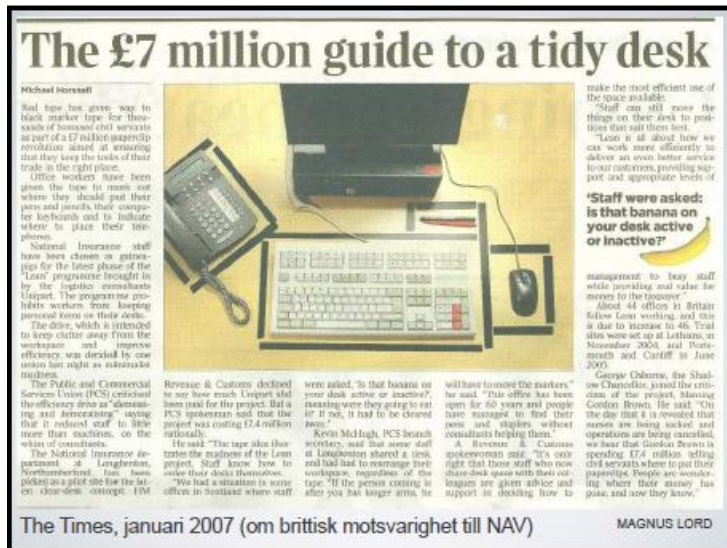 The £7 million guide to a tidy desk
Michael Horsnell
Red tape has given way to
black marker tape for thou-
sands of bemused civil servants
as part of a £7 million paperclip
revolution aimed at ensuring
that they keep the tools of their
trade in the right place.
Office workers have been
given the tape to mark out
where they should put their
pens and pencils, their compu-
ter keyboards and to indicate
where to place their tele-
phones.
National Insurance staff
have been chosen as guinea-
pigs for the latest phase of the
"Lean" programme brought in
by the logistics consultants
Unipart. The programme pro-
hibits workers from keeping
personal items on their desks.
The drive, which is intended
to keep clutter away from the
workspace and improve
efficiency, was derided by one
union last night as
madness.
The Public and Commercial
Services Union (PCS) criticised
the efficiency drive as "demean-
ing and demoralising" saying
that it reduced staff to little
more than machines, on the
whim of consultants.
The National Insurance de-
partment at Longbenton,
Northumberland, has been
picked as a pilot site for the lat-
est clear-desk concept. HM
Revenue & Customs declined
to say how much Unipart had
been paid for the project. But a
PCS spokesman said that the
project was costing £7.4 million
nationally.
He said: "The tape idea illus-
trates the madness of the Lean
project. Staff know how to
order their desks themselves.
"We had a situation in some
offices in Scotland where staff
were asked, 'Is that banana on
your desk active or inactive?',
meaning were they going to eat
it? If not, it had to be cleared
away."
Kevin McHugh, PCS branch
secretary, said that some staff
at Longbenton shared a desk
and had had to rearrange their
workspace, regardless of the
tape. "If the person coming in
after you has longer arms, he
will have to move the markers,"
he said. "This office has been
open for 60 years and people
have managed to find their
pens and staplers without
consultants helping them."
A Revenue & Customs
spokeswoman said: "It's only
right that those staff who now
share desk space with their col-
leagues are given advice and
support in deciding how to
make the most efficient use of
the space available.
"Staff can still move the
things on their desk to posi-
tions that suit them best.
"Lean is all about how we
can work more efficiently to
deliver an even better service
to our customers, providing sup-
port and appropriate levels of
'Staff were asked:
is that banana on
your desk active
or inactive?'
management to busy staff
while providing real value for
money to the taxpayer."
About 44 offices in Britain
follow Lean working, and this
is due to increase to 46. Trial
sites were set up at Lothians, in
November 2004, and Ports-
mouth and Cardiff in June
2005.
George Osborne, the Shad-
ow Chancellor, joined the criti-
cism of the project, blaming
Gordon Brown. He said: "On
the day that it is revealed that
nurses are being sacked and
operations are being cancelled,
we hear that Gordon Brown is
spending £7.4 million telling
civil servants where to put their
paperclips. People are wonder-
ing where their money has
gone, and now they know."
The Times, januari 2007 (om brittisk motsvarighet till NAV)
MAGNUS LORD